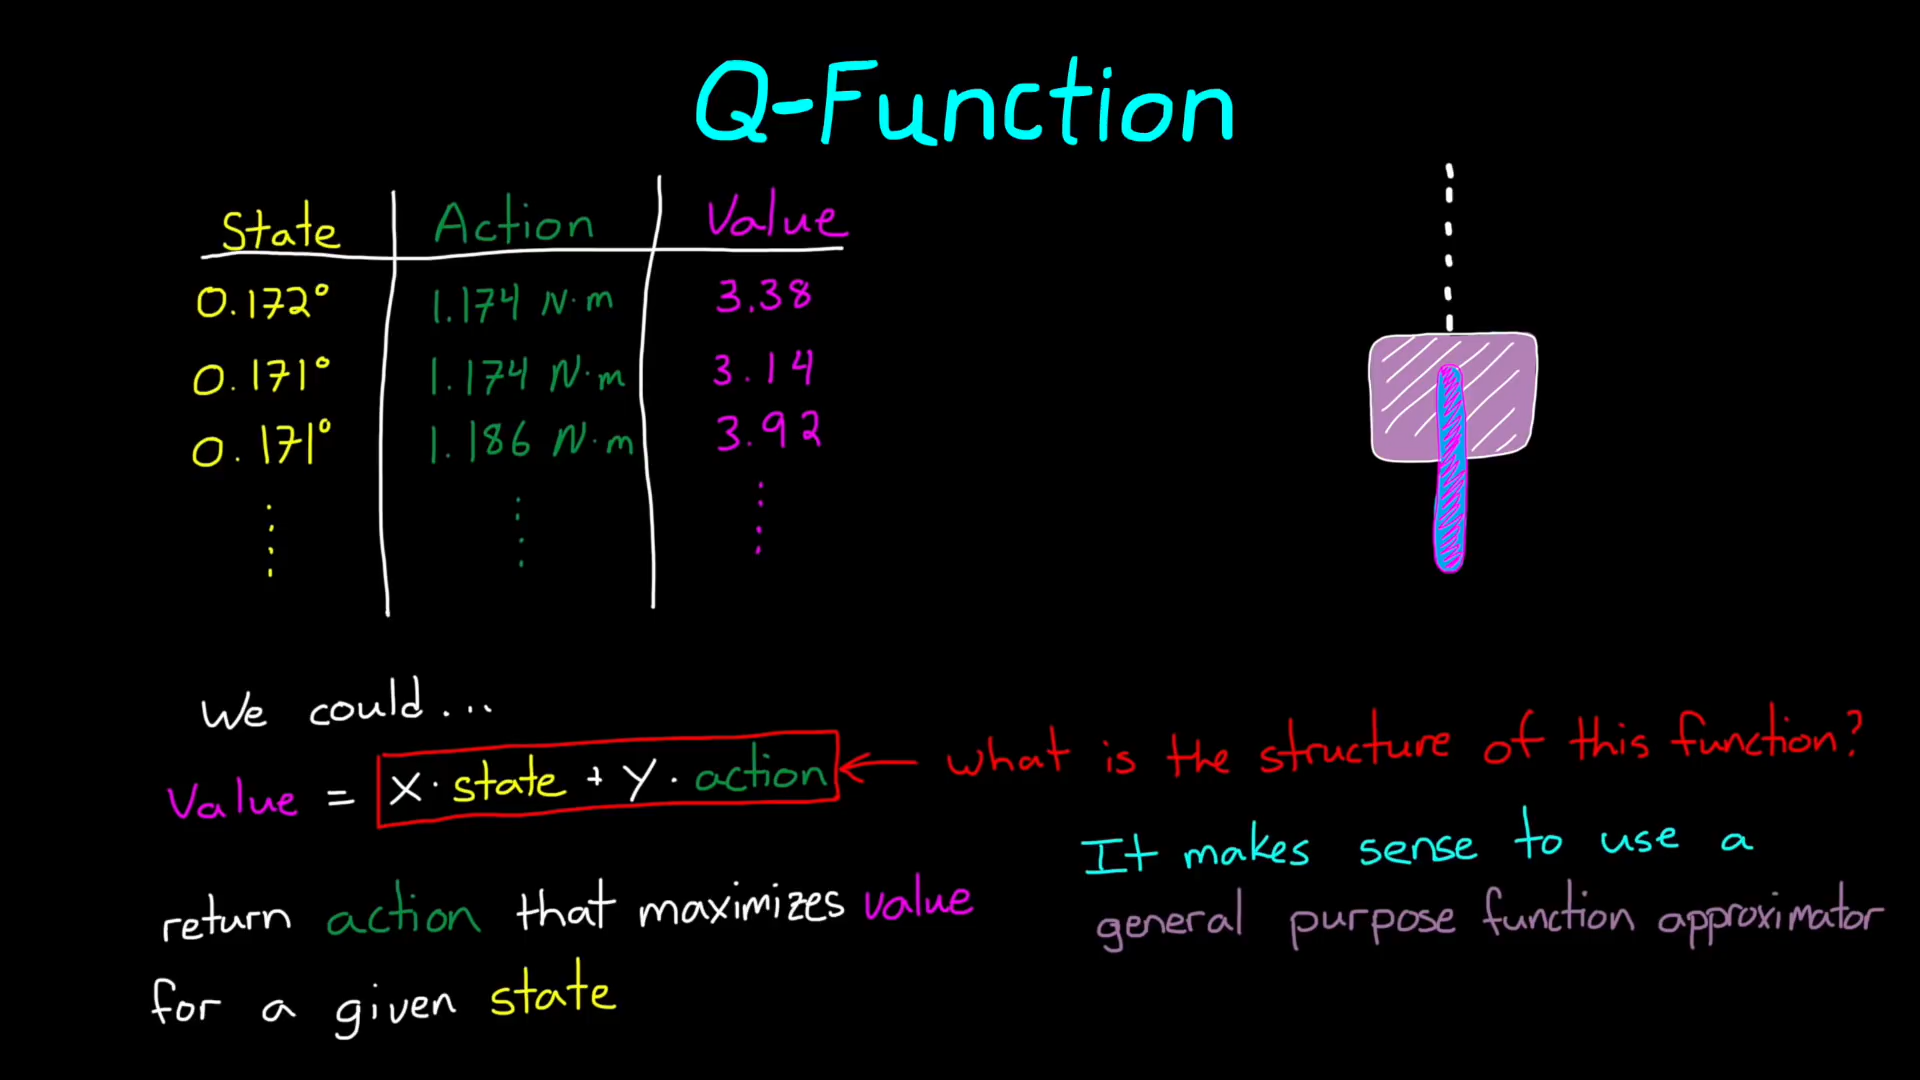 Q-Function
State Action Value
0.172° 1.174 N·m 3.38
0.171° 1.174 N·m 3.14
0.171° 1.186 N·m 3.92
We could...
Value = X·state + Y·action
what is the structure of this function?
It makes sense to use a
general purpose function approximator
return action that maximizes value
for a given state